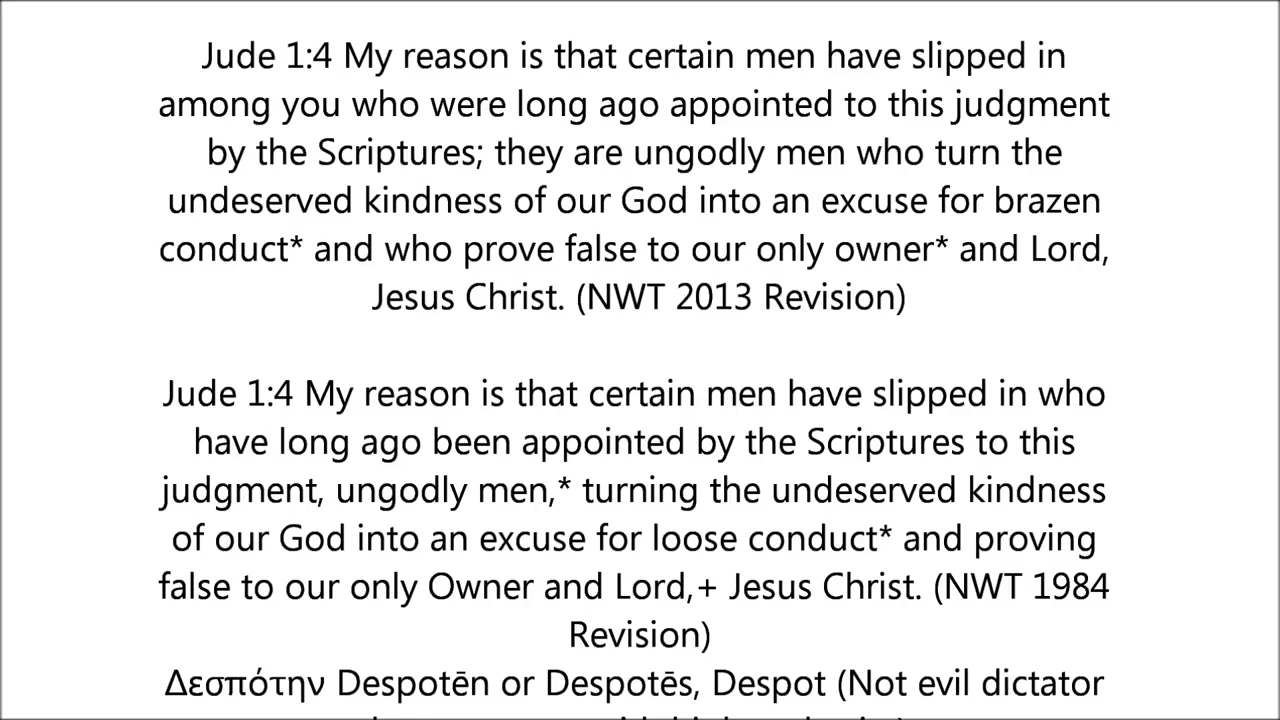 Jude 1:4 My reason is that certain men have slipped in
among you who were long ago appointed to this judgment
by the Scriptures; they are ungodly men who turn the
undeserved kindness of our God into an excuse for brazen
conduct* and who prove false to our only owner* and Lord,
Jesus Christ. (NWT 2013 Revision)
Jude 1:4 My reason is that certain men have slipped in who
have long ago been appointed by the Scriptures to this
judgment, ungodly men,* turning the undeserved kindness
of our God into an excuse for loose conduct* and proving
false to our only Owner and Lord,+ Jesus Christ. (NWT 1984
Revision)
Δεσπότην Despotēn or Despotēs, Despot (Not evil dictator